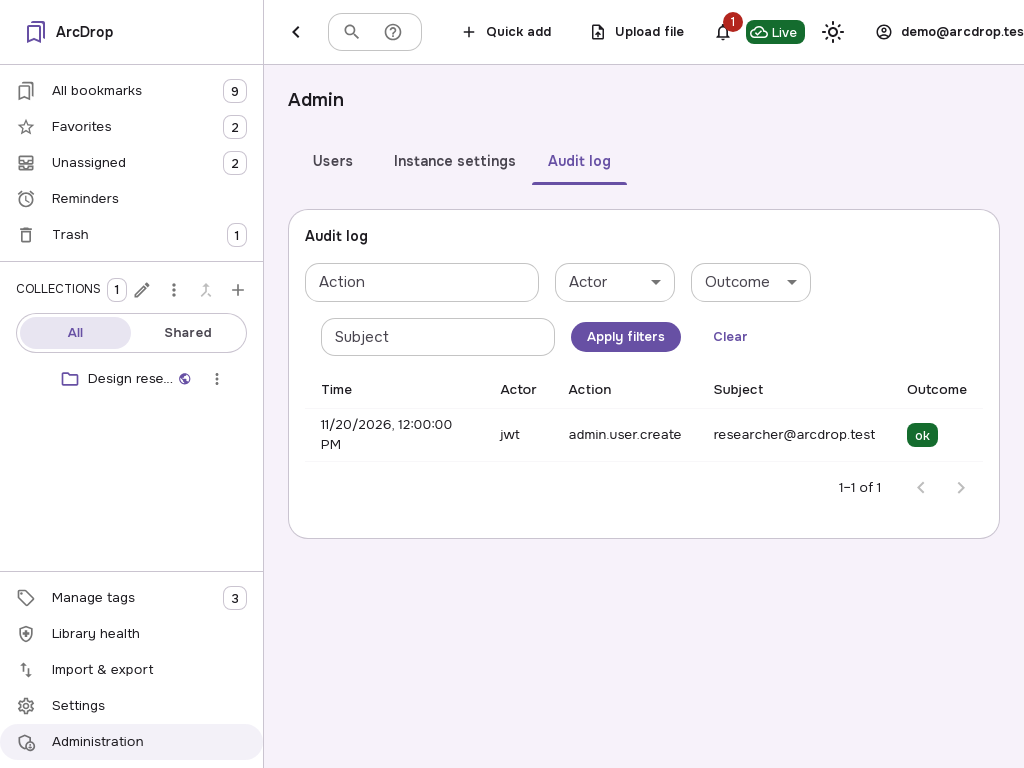 ArcDrop
Quick add
Upload file
1
Live
demo@arcdrop.tes
All bookmarks 9
Favorites 2
Unassigned 2
Reminders
Trash 1
COLLECTIONS 1
All Shared
Design rese...
Manage tags 3
Library health
Import & export
Settings
Administration
Admin
Users Instance settings Audit log
Audit log
Action Actor Outcome
Subject Apply filters Clear
Time Actor Action Subject Outcome
11/20/2026, 12:00:00
PM
jwt admin.user.create researcher@arcdrop.test ok
1–1 of 1